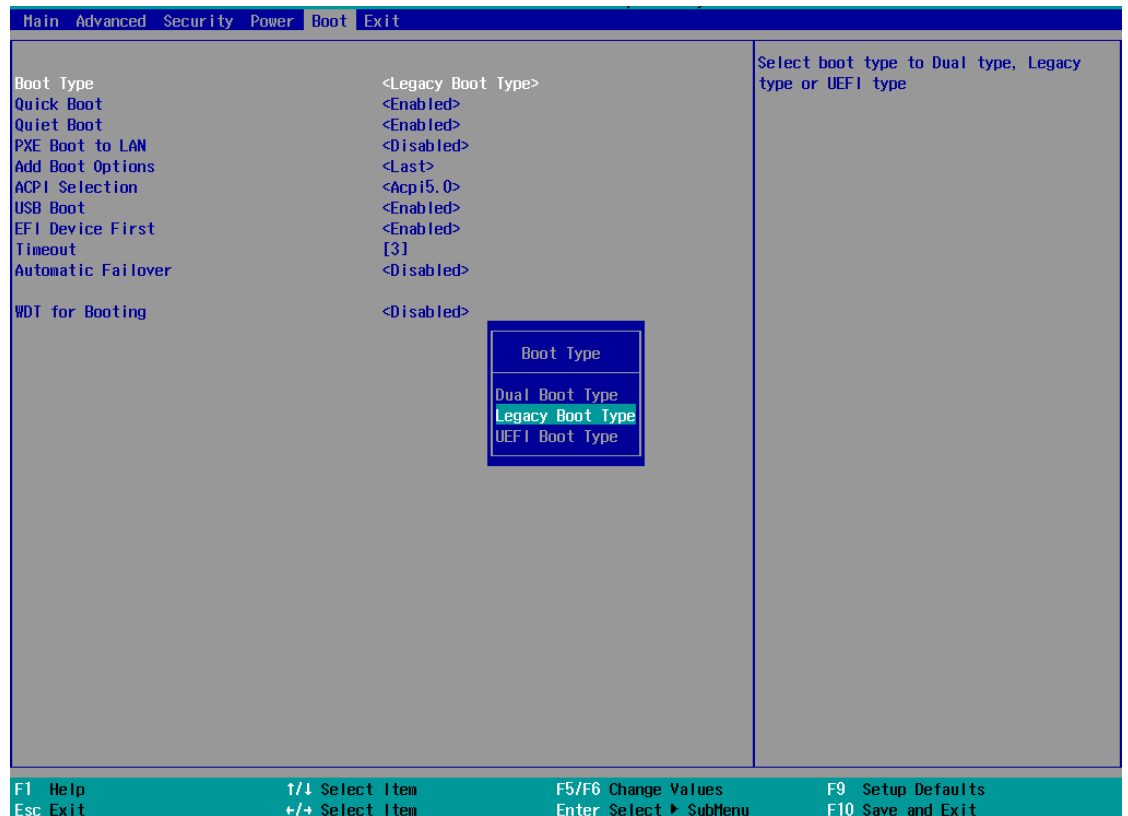 Main Advanced Security Power Boot Exit
Boot Type <Legacy Boot Type>
Quick Boot <Enabled>
Quiet Boot <Enabled>
PXE Boot to LAN <Disabled>
Add Boot Options <Last>
ACPI Selection <Acpi5.0>
USB Boot <Enabled>
EFI Device First <Enabled>
Timeout [3]
Automatic Failover <Disabled>
WDT for Booting <Disabled>
Select boot type to Dual type, Legacy
type or UEFI type
Boot Type
Dual Boot Type
Legacy Boot Type
UEFI Boot Type
F1 Help ↑/↓ Select Item F5/F6 Change Values F9 Setup Defaults
Esc Exit ←/→ Select Item Enter Select ▶ SubMenu F10 Save and Exit